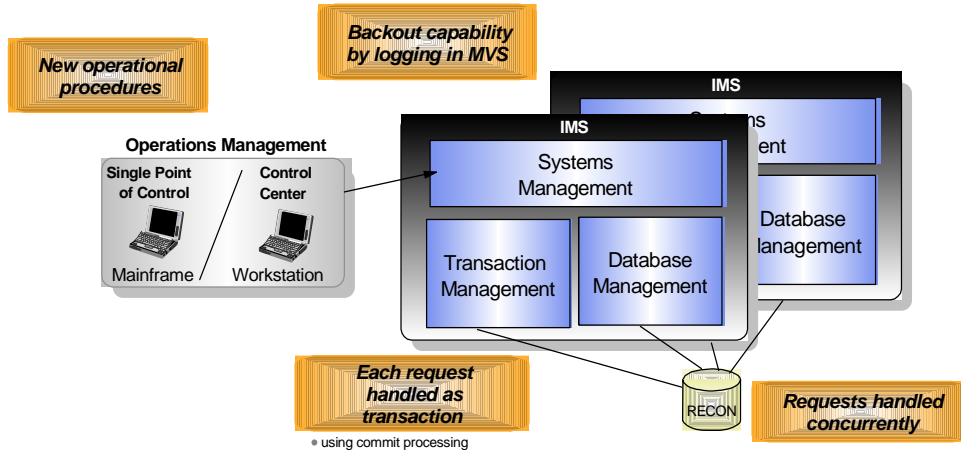 Backout capability
by logging in MVS
New operational
procedures
IMS
IMS
Systems
Management
Transaction
Management
Database
Management
Database
Operations Management
Single Point
of Control
Control
Center
Mainframe
Workstation
Each request
handled as
transaction
using commit processing
RECON
Requests handled
concurrently